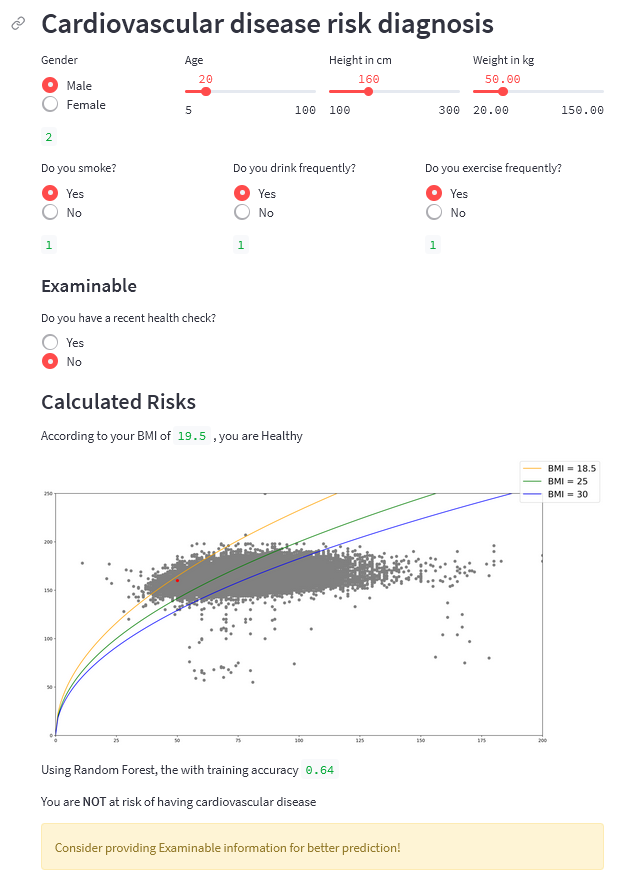 Cardiovascular disease risk diagnosis
Gender Age Height in cm Weight in kg
Male 20 160 50.00
Female 5 100 100 300 20.00 150.00
2
Do you smoke? Do you drink frequently? Do you exercise frequently?
Yes Yes Yes
No No No
1 1 1
Examinable
Do you have a recent health check?
Yes
No
Calculated Risks
According to your BMI of 19.5 , you are Healthy
BMI = 18.5
BMI = 25
BMI = 30
250
200
150
100
50
0
0 25 50 75 100 125 150 175 200
Using Random Forest, the with training accuracy 0.64
You are NOT at risk of having cardiovascular disease
Consider providing Examinable information for better prediction!